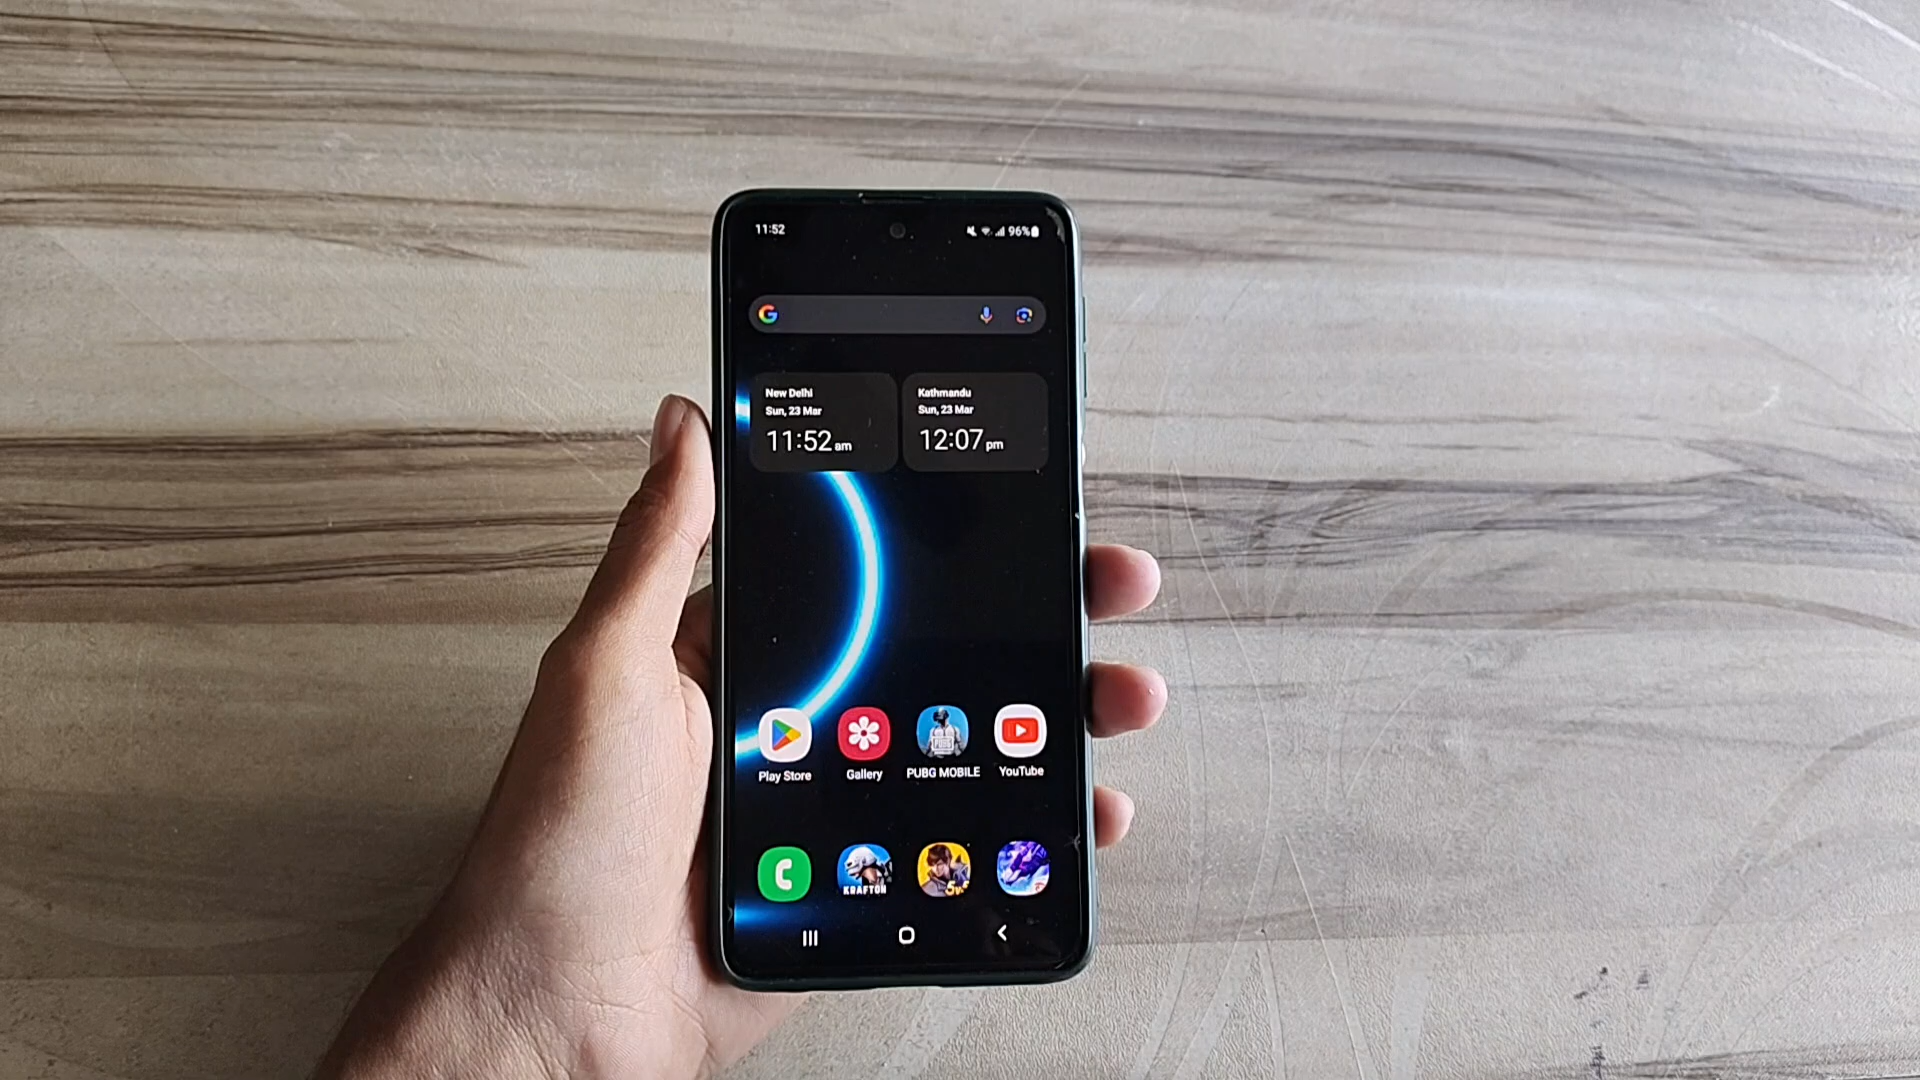 11:52
96%
New Delhi
Sun, 23 Mar
11:52 am
Kathmandu
Sun, 23 Mar
12:07 pm
Play Store
Gallery
PUBG MOBILE
YouTube
KRAFTON